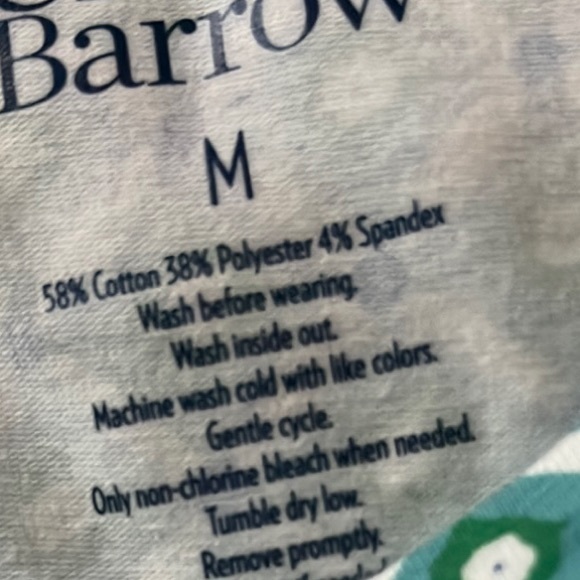 Barrow
M
58% Cotton 38% Polyester 4% Spandex
Wash before wearing.
Wash inside out.
Machine wash cold with like colors.
Gentle cycle.
Only non-chlorine bleach when needed.
Tumble dry low.
Remove promptly.